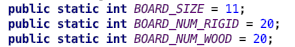 public static int BOARD_SIZE = 11;
public static int BOARD_NUM_RIGID = 20;
public static int BOARD_NUM_WOOD = 20;